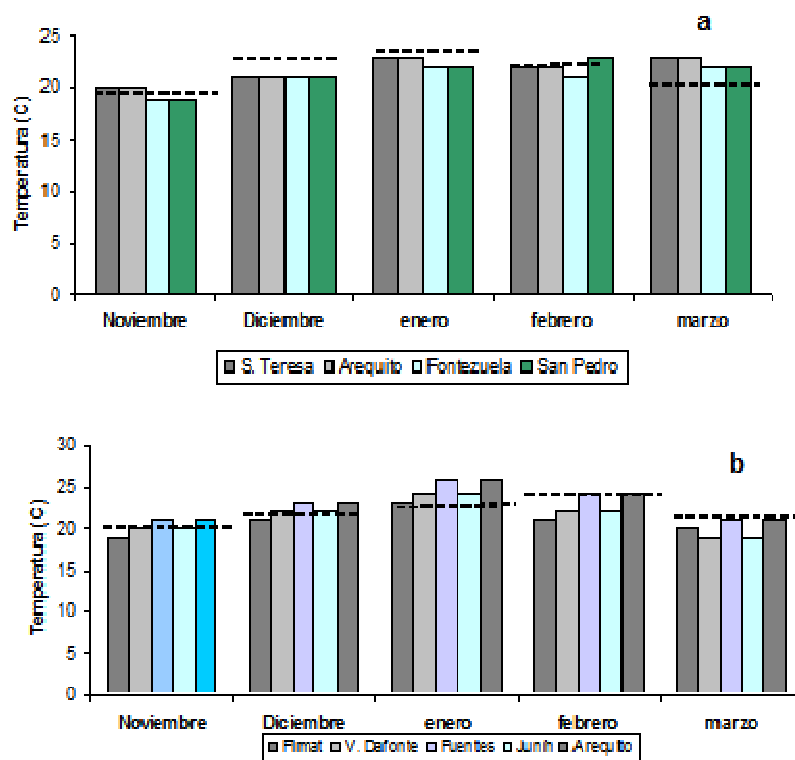 a
25
20
15
10
5
0
Temperatura (C)
Noviembre Diciembre enero febrero marzo
S. Teresa Arequito Fontezuela San Pedro
b
30
25
20
15
10
5
0
Temperatura (C)
Noviembre Diciembre enero febrero marzo
V. Dafonte Fuentes Junín Arequito